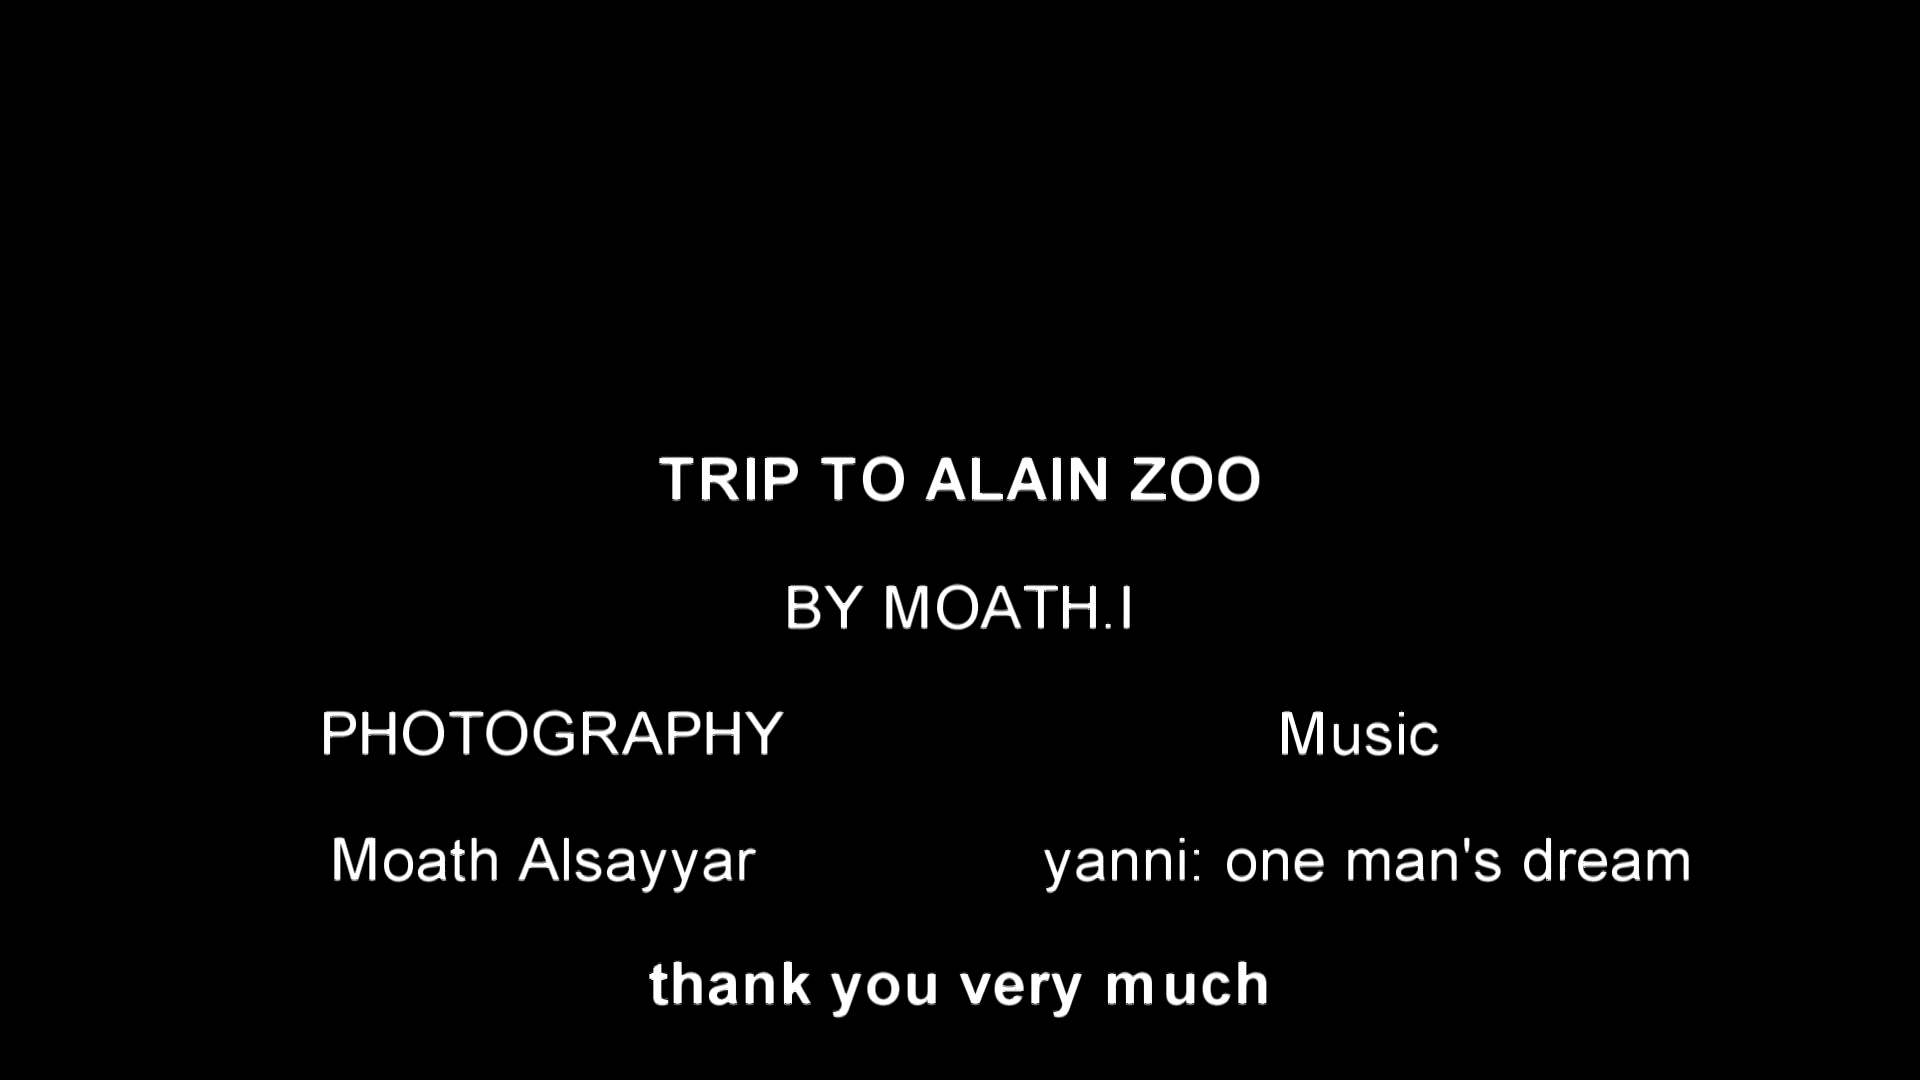 TRIP TO ALAIN ZOO
BY MOATH.I
PHOTOGRAPHY Music
Moath Alsayyar yanni: one man's dream
thank you very much